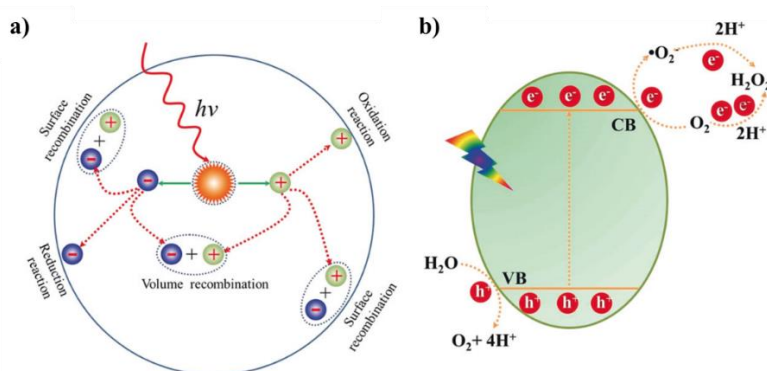 a)
hν
Surface
recombination
+
+
−
Oxidation
reaction
−
+
Reduction
reaction
−
− + +
Volume recombination
+
+
−
Surface
recombination
b)
2H⁺
•O₂⁻
e⁻
H₂O₂
e⁻ e⁻ e⁻ e⁻
e⁻ e⁻
CB
O₂
2H⁺
H₂O
VB
h⁺
h⁺ h⁺ h⁺
O₂+ 4H⁺